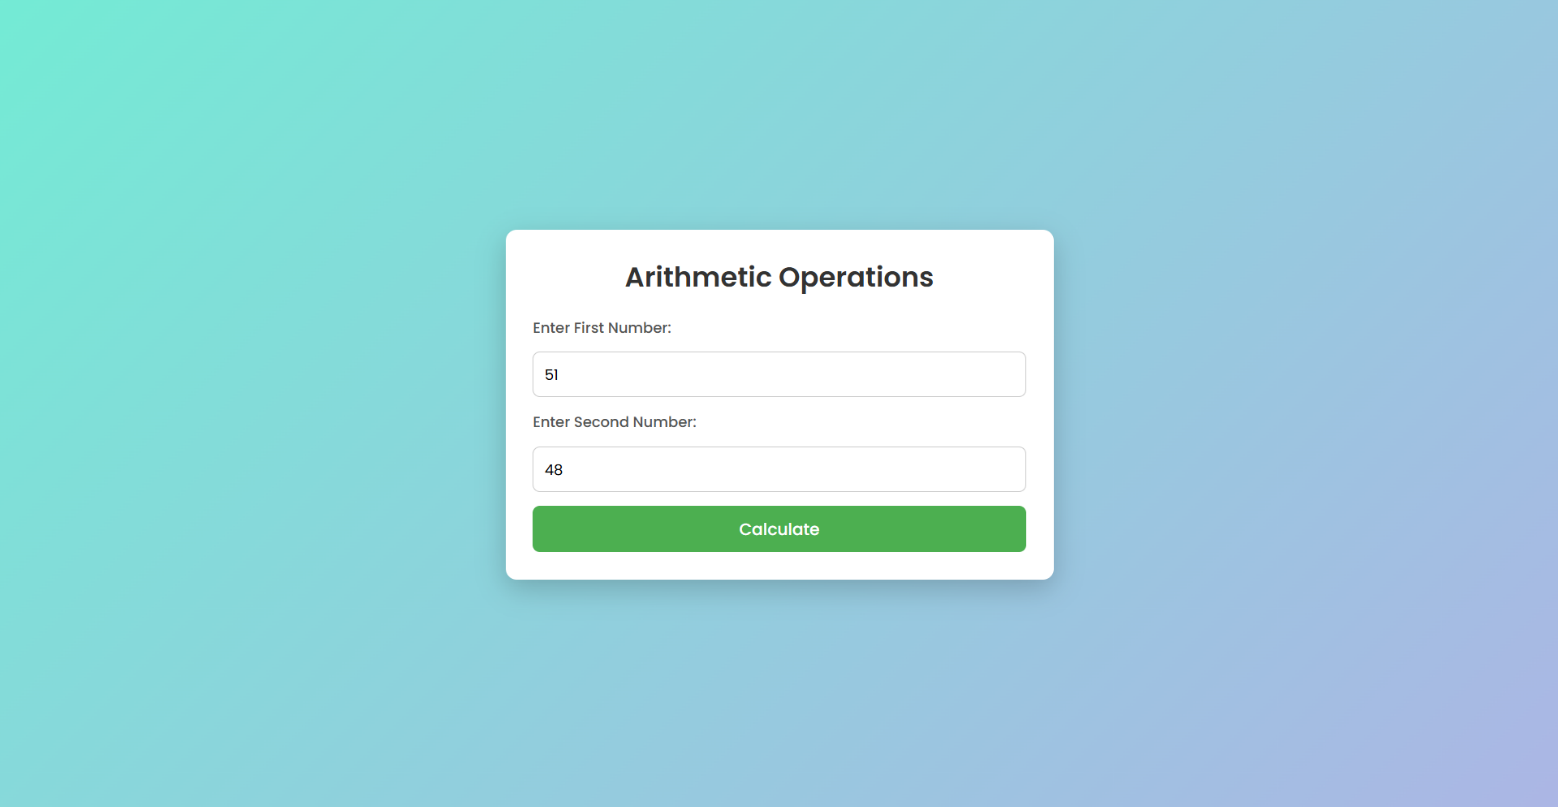 Arithmetic Operations
Enter First Number:
51
Enter Second Number:
48
Calculate